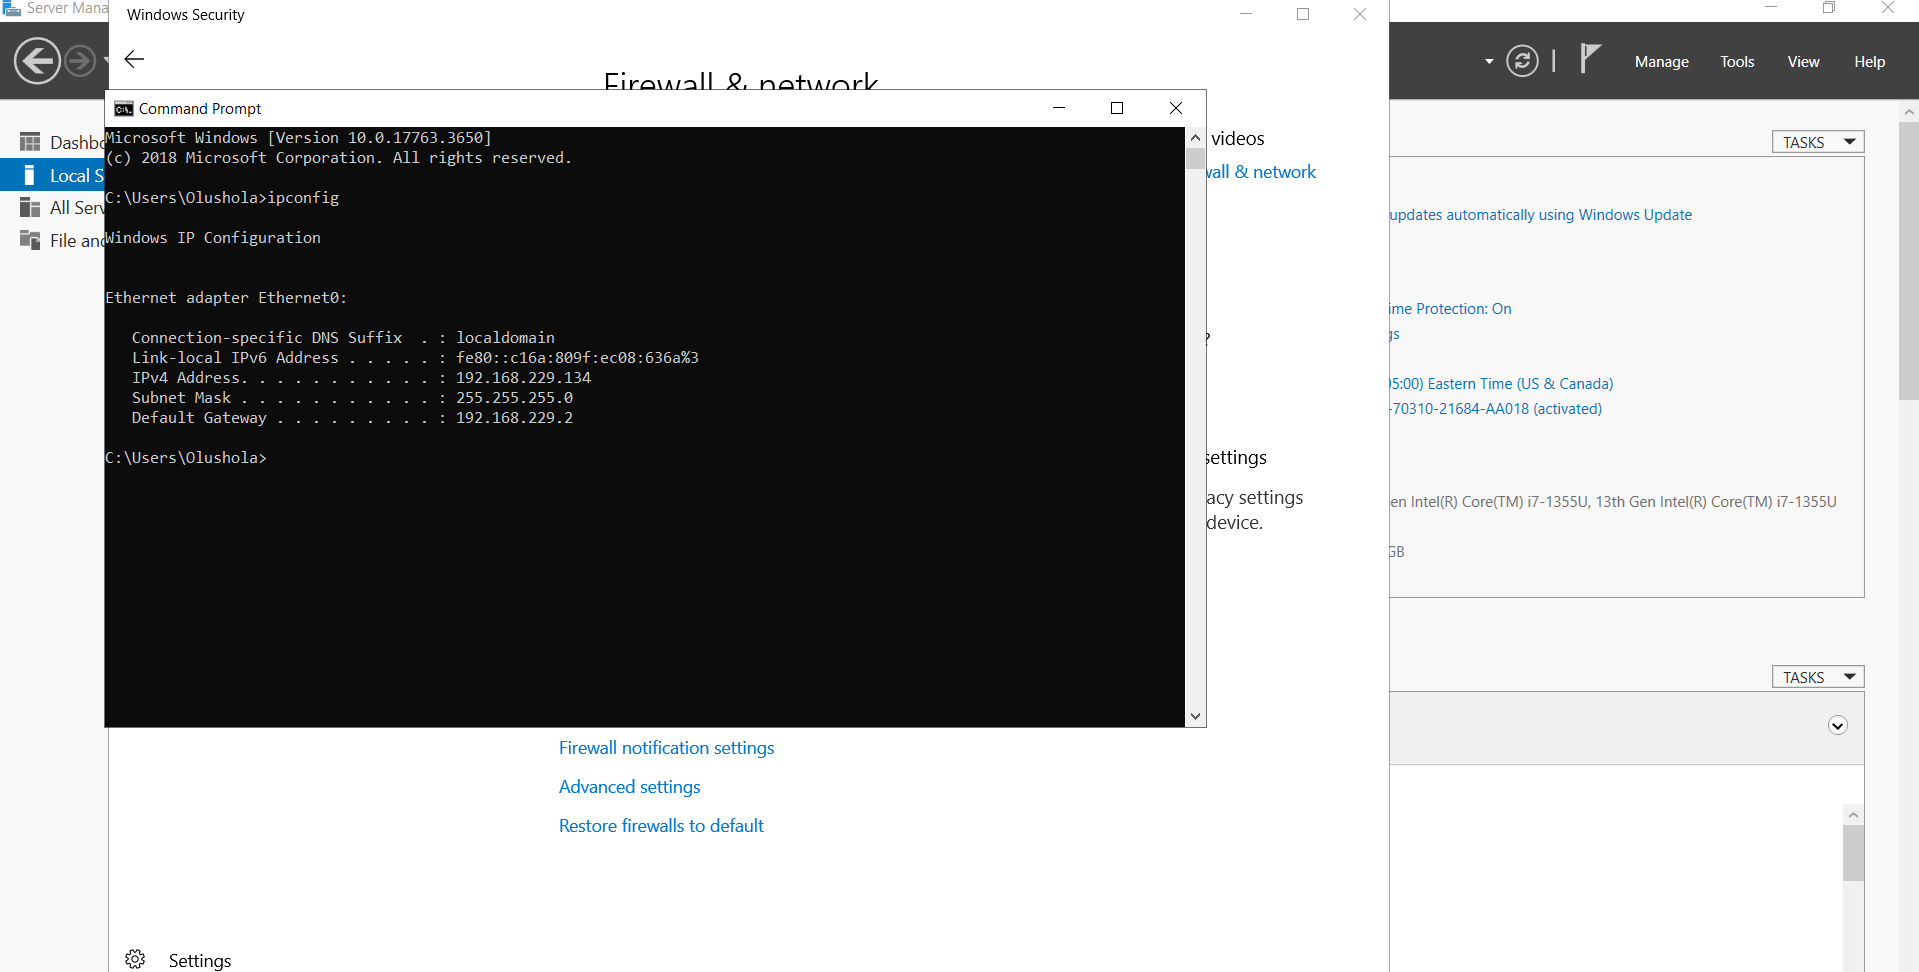 Server Mana
Windows Security
Manage
Tools
View
Help
Firewall & network
Command Prompt
Microsoft Windows [Version 10.0.17763.3650]
(c) 2018 Microsoft Corporation. All rights reserved.
C:\Users\Olushola>ipconfig
Windows IP Configuration
Ethernet adapter Ethernet0:
Connection-specific DNS Suffix  . : localdomain
Link-local IPv6 Address . . . . . : fe80::c16a:809f:ec08:636a%3
IPv4 Address. . . . . . . . . . . : 192.168.229.134
Subnet Mask . . . . . . . . . . . : 255.255.255.0
Default Gateway . . . . . . . . . : 192.168.229.2
C:\Users\Olushola>
Dashbo
Local S
All Serv
File and
videos
wall & network
?
settings
acy settings
device.
TASKS
updates automatically using Windows Update
ime Protection: On
gs
05:00) Eastern Time (US & Canada)
-70310-21684-AA018 (activated)
en Intel(R) Core(TM) i7-1355U, 13th Gen Intel(R) Core(TM) i7-1355U
GB
TASKS
Firewall notification settings
Advanced settings
Restore firewalls to default
Settings